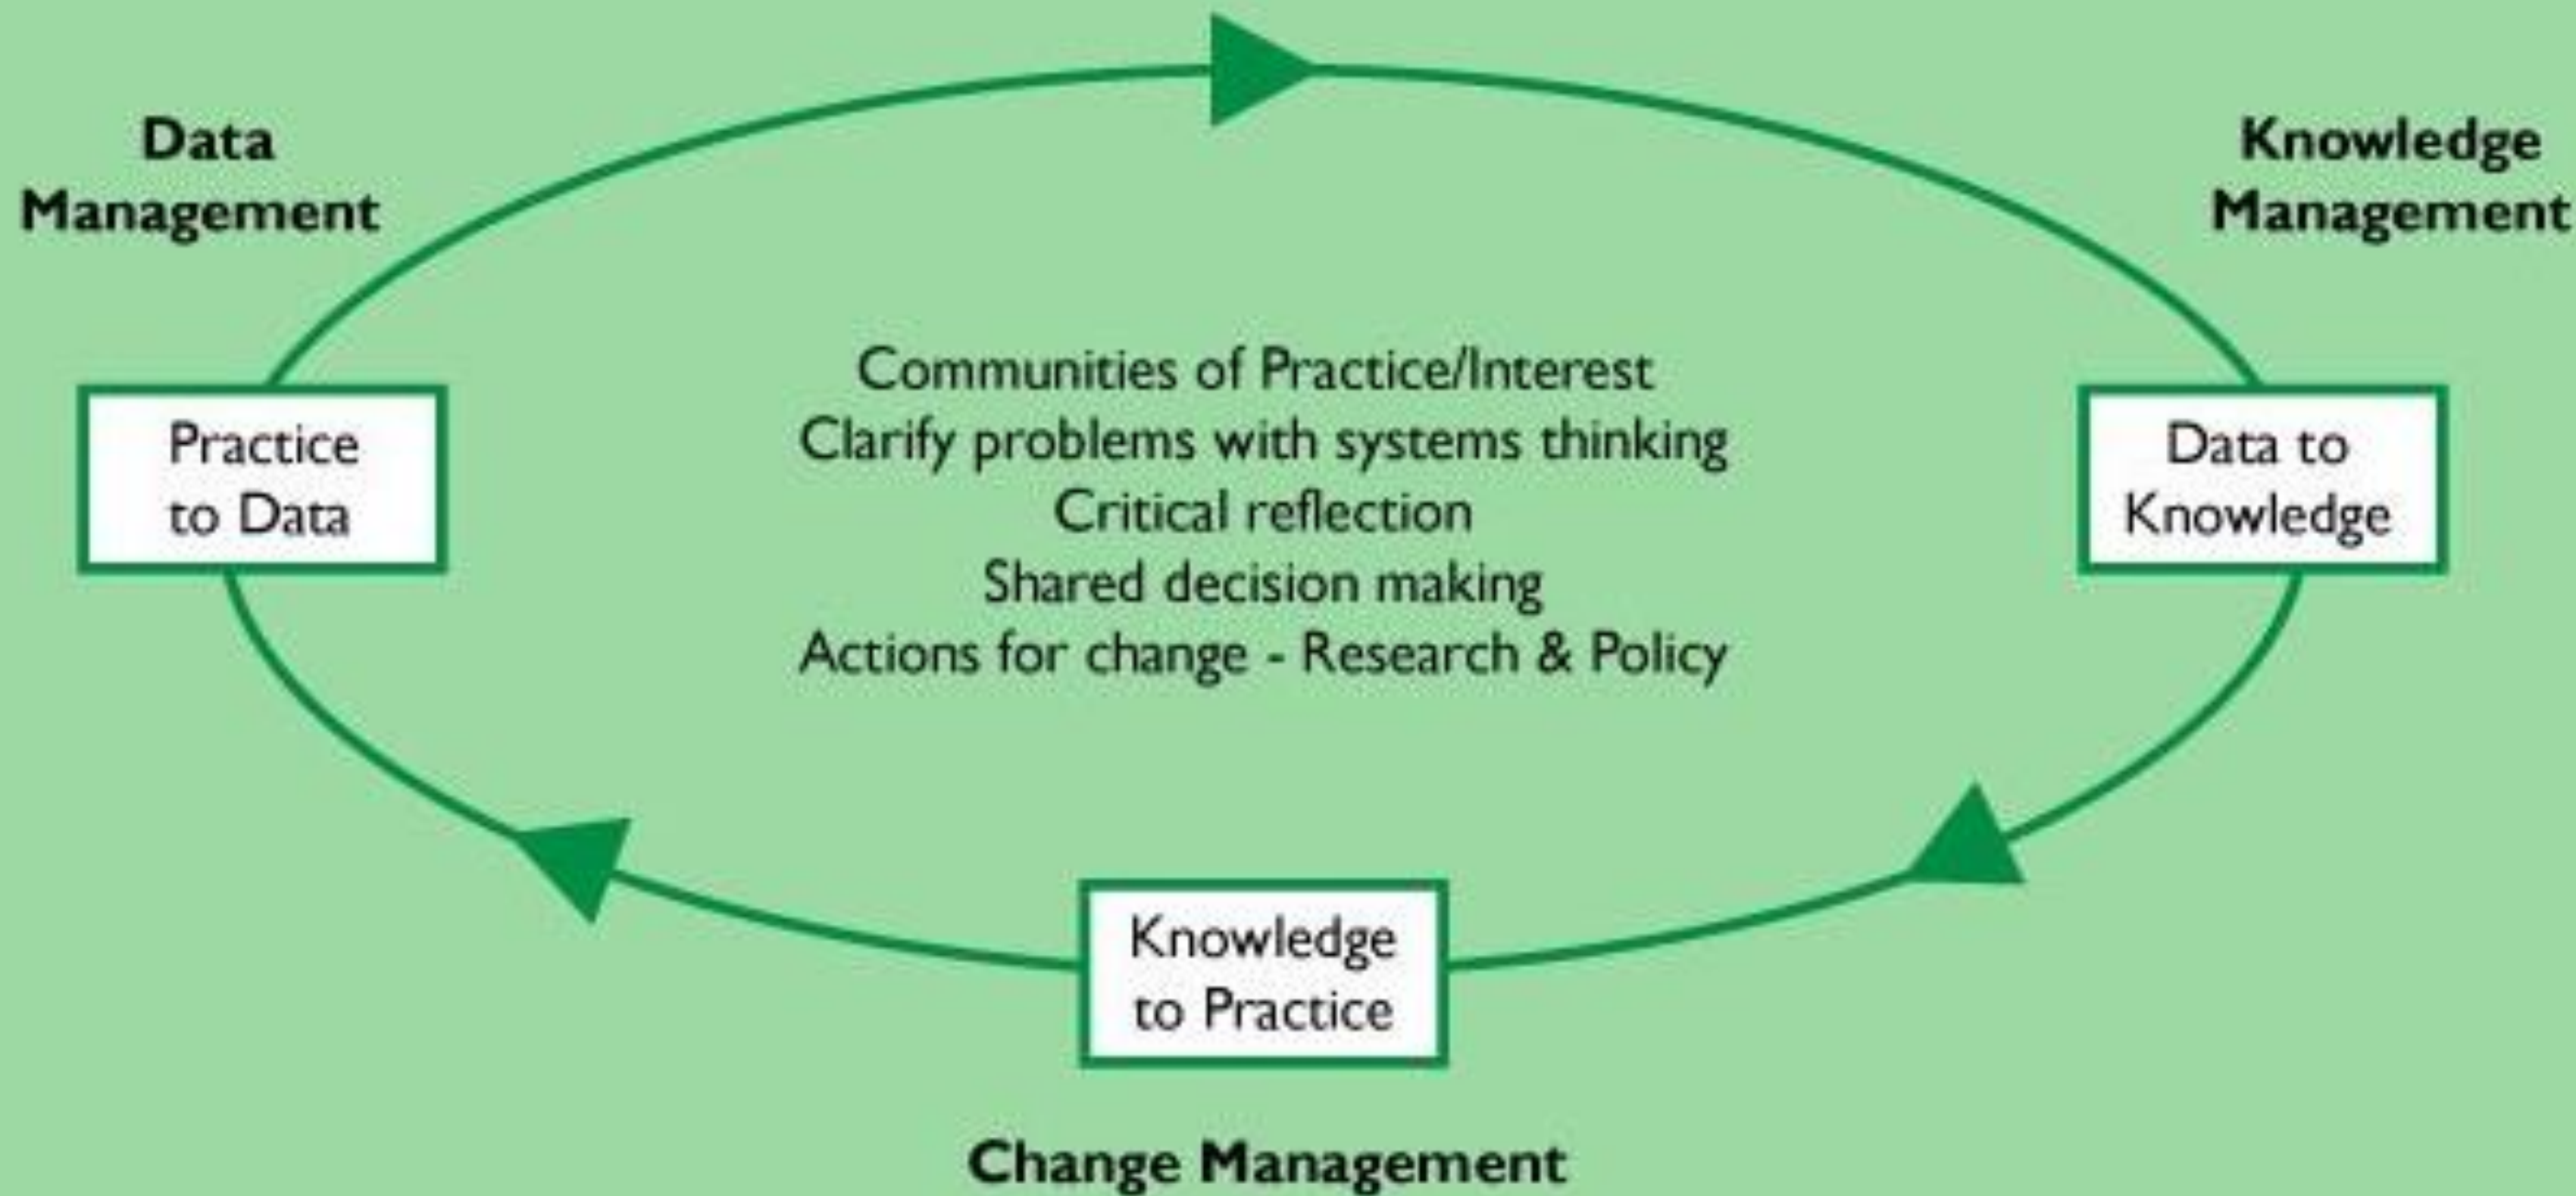 Data
Management
Knowledge
Management
Communities of Practice/Interest
Clarify problems with systems thinking
Critical reflection
Shared decision making
Actions for change - Research & Policy
Practice
to Data
Data to
Knowledge
Knowledge
to Practice
Change Management